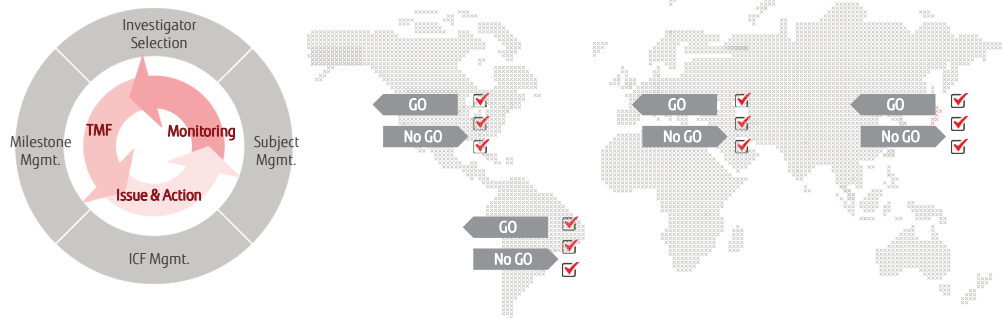 Investigator
Selection
TMF
Monitoring
Milestone
Mgmt.
Subject
Mgmt.
Issue & Action
ICF Mgmt.
GO
No GO
GO
No GO
GO
No GO
GO
No GO